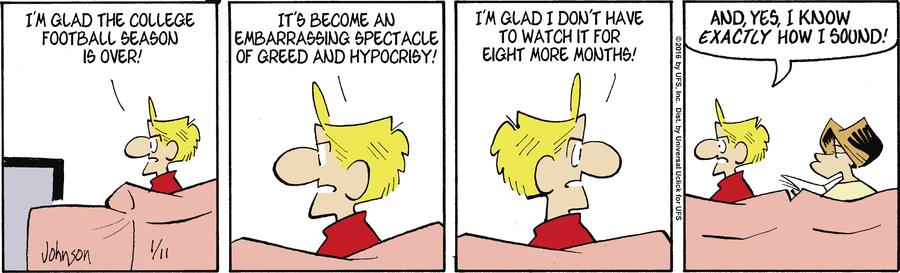 I'M GLAD THE COLLEGE
FOOTBALL SEASON
IS OVER!
Johnson
1/11
IT'S BECOME AN
EMBARRASSING SPECTACLE
OF GREED AND HYPOCRISY!
I'M GLAD I DON'T HAVE
TO WATCH IT FOR
EIGHT MORE MONTHS!
©2016 by UFS, Inc. Dist. by Universal Uclick for UFS
AND, YES, I KNOW
EXACTLY HOW I SOUND!